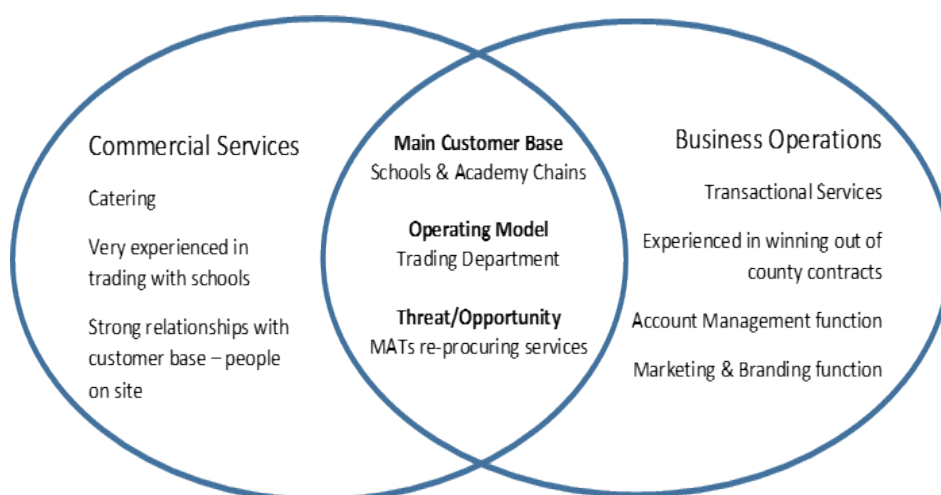 Commercial Services
Catering
Very experienced in
trading with schools
Strong relationships with
customer base – people
on site
Main Customer Base
Schools & Academy Chains
Operating Model
Trading Department
Threat/Opportunity
MATs re-procuring services
Business Operations
Transactional Services
Experienced in winning out of
county contracts
Account Management function
Marketing & Branding function